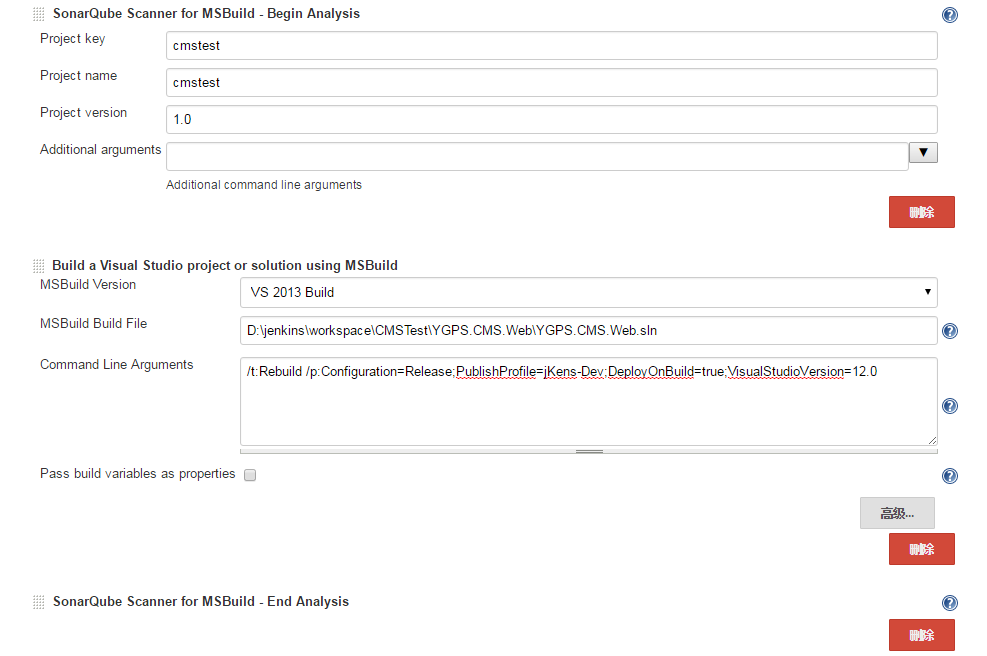 SonarQube Scanner for MSBuild - Begin Analysis
Project key
cmstest
Project name
cmstest
Project version
1.0
Additional arguments
Additional command line arguments
删除
Build a Visual Studio project or solution using MSBuild
MSBuild Version
VS 2013 Build
MSBuild Build File
D:\jenkins\workspace\CMSTest\YGPS.CMS.Web\YGPS.CMS.Web.sln
Command Line Arguments
/t:Rebuild /p:Configuration=Release;PublishProfile=jKens-Dev;DeployOnBuild=true;VisualStudioVersion=12.0
Pass build variables as properties
高级...
删除
SonarQube Scanner for MSBuild - End Analysis
删除